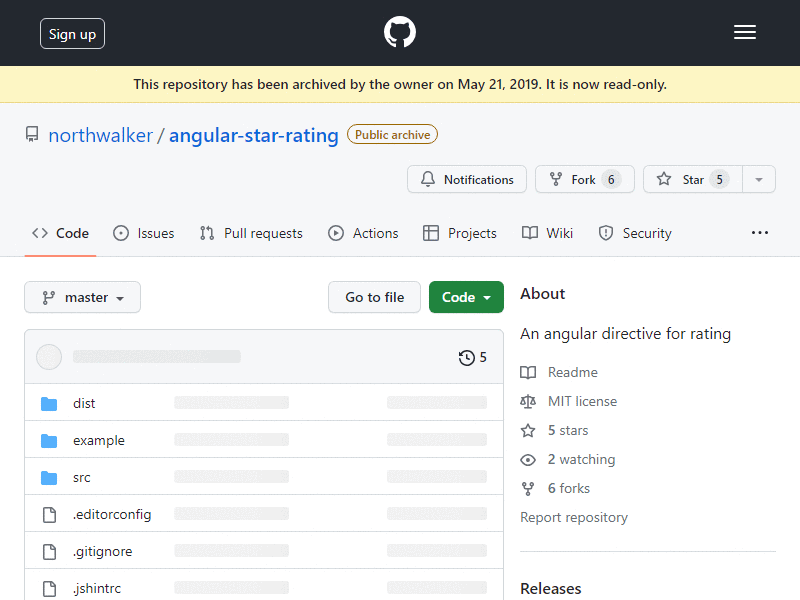 Sign up
This repository has been archived by the owner on May 21, 2019. It is now read-only.
northwalker / angular-star-rating Public archive
Notifications Fork 6 Star 5
Code Issues Pull requests Actions Projects Wiki Security
master Go to file Code
5
dist
example
src
.editorconfig
.gitignore
.jshintrc
About
An angular directive for rating
Readme
MIT license
5 stars
2 watching
6 forks
Report repository
Releases